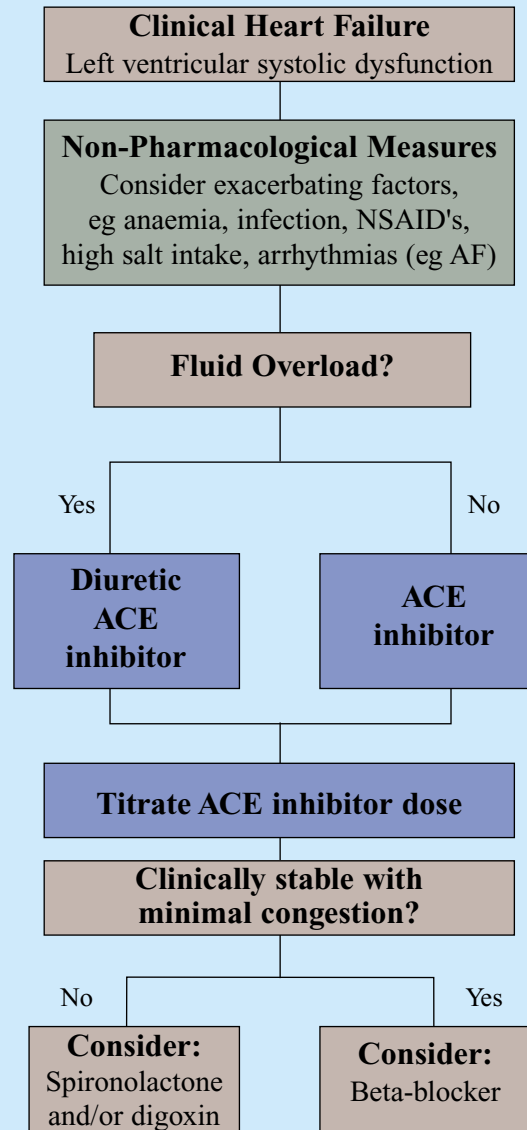 Clinical Heart Failure
Left ventricular systolic dysfunction
Non-Pharmacological Measures
Consider exacerbating factors,
eg anaemia, infection, NSAID's,
high salt intake, arrhythmias (eg AF)
Fluid Overload?
Yes
No
Diuretic
ACE
inhibitor
ACE
inhibitor
Titrate ACE inhibitor dose
Clinically stable with
minimal congestion?
No
Yes
Consider:
Spironolactone
and/or digoxin
Consider:
Beta-blocker